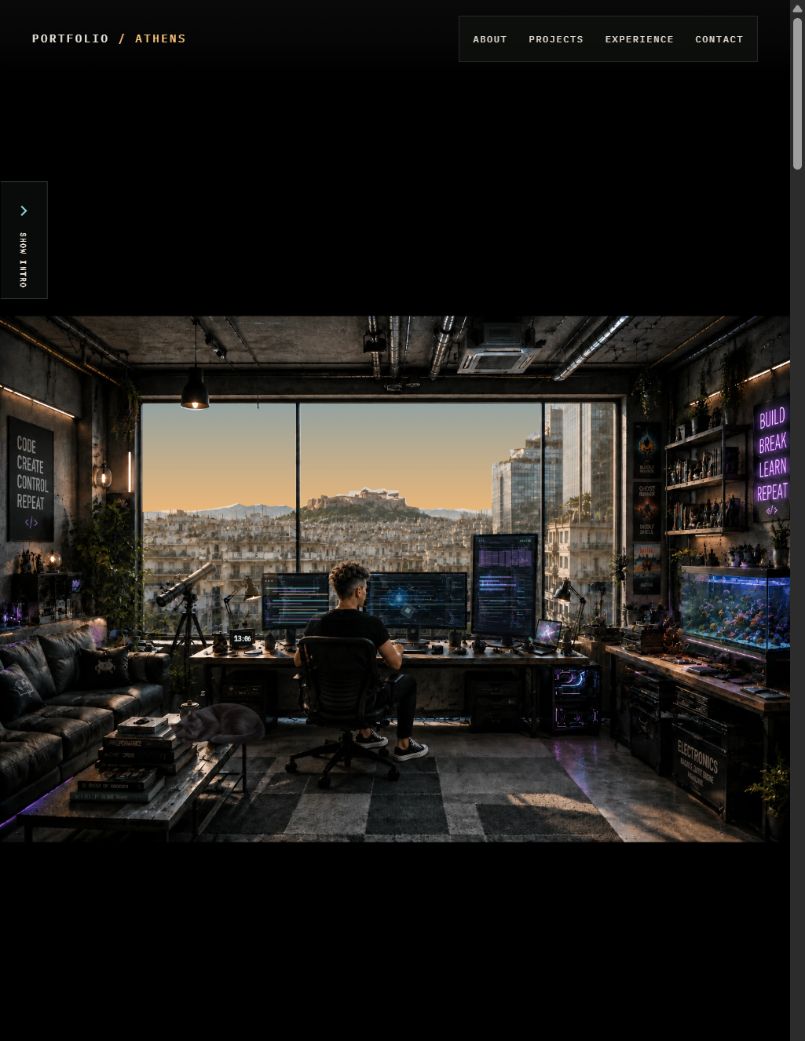 PORTFOLIO / ATHENS
ABOUT PROJECTS EXPERIENCE CONTACT
SHOW INTRO
CODE
CREATE
CONTROL
REPEAT
</>
BUILD
BREAK
LEARN
REPEAT
</>
13:06
ELECTRONICS